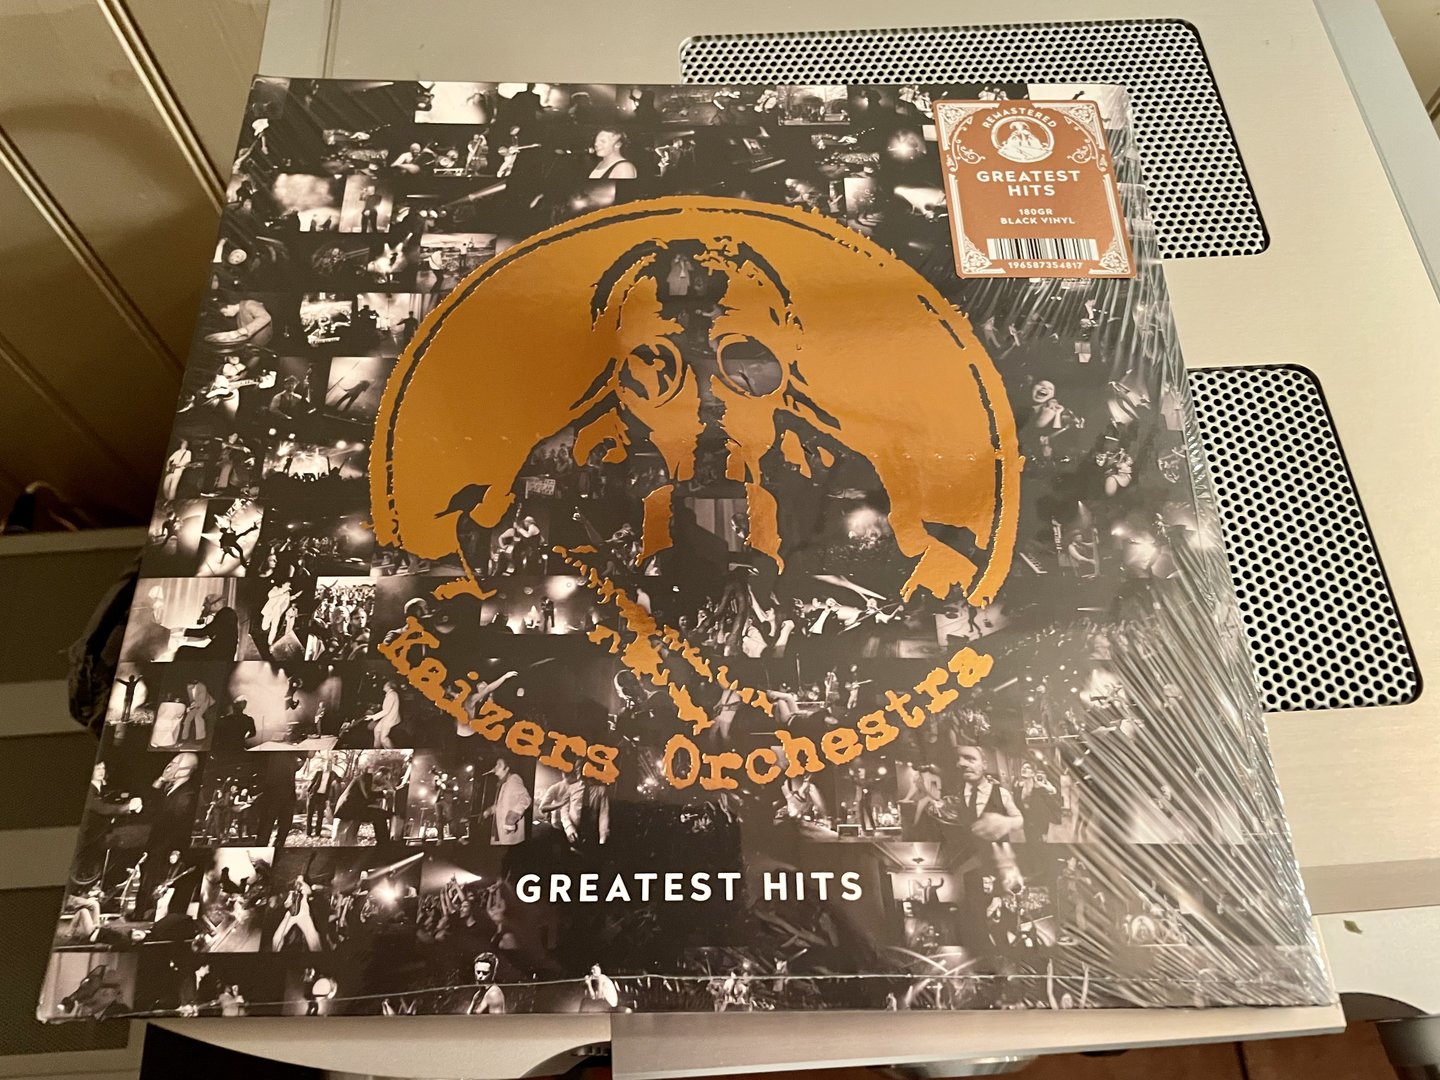 REMASTERED
GREATEST
HITS
180GR
BLACK VINYL
196587354817
Kaizers Orchestra
GREATEST HITS